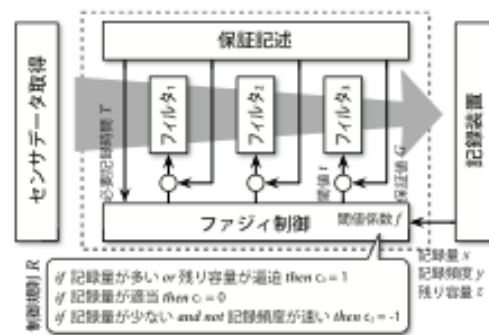 保証記述
センサデータ取得
フィルタ1
フィルタ2
フィルタ3
記録装置
必要記録時間 T
閾値 t
保証値 G
ファジィ制御
閾値係数 f
記録量 x
記録頻度 y
残り容量 z
制御規則 R
if 記録量が多い or 残り容量が逼迫 then c₁ = 1
if 記録量が適当 then c₁ = 0
if 記録量が少ない and not 記録頻度が速い then c₁ = -1